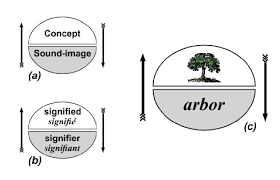 Concept
Sound-image
(a)
signified
signifié
signifier
signifiant
(b)
arbor
(c)